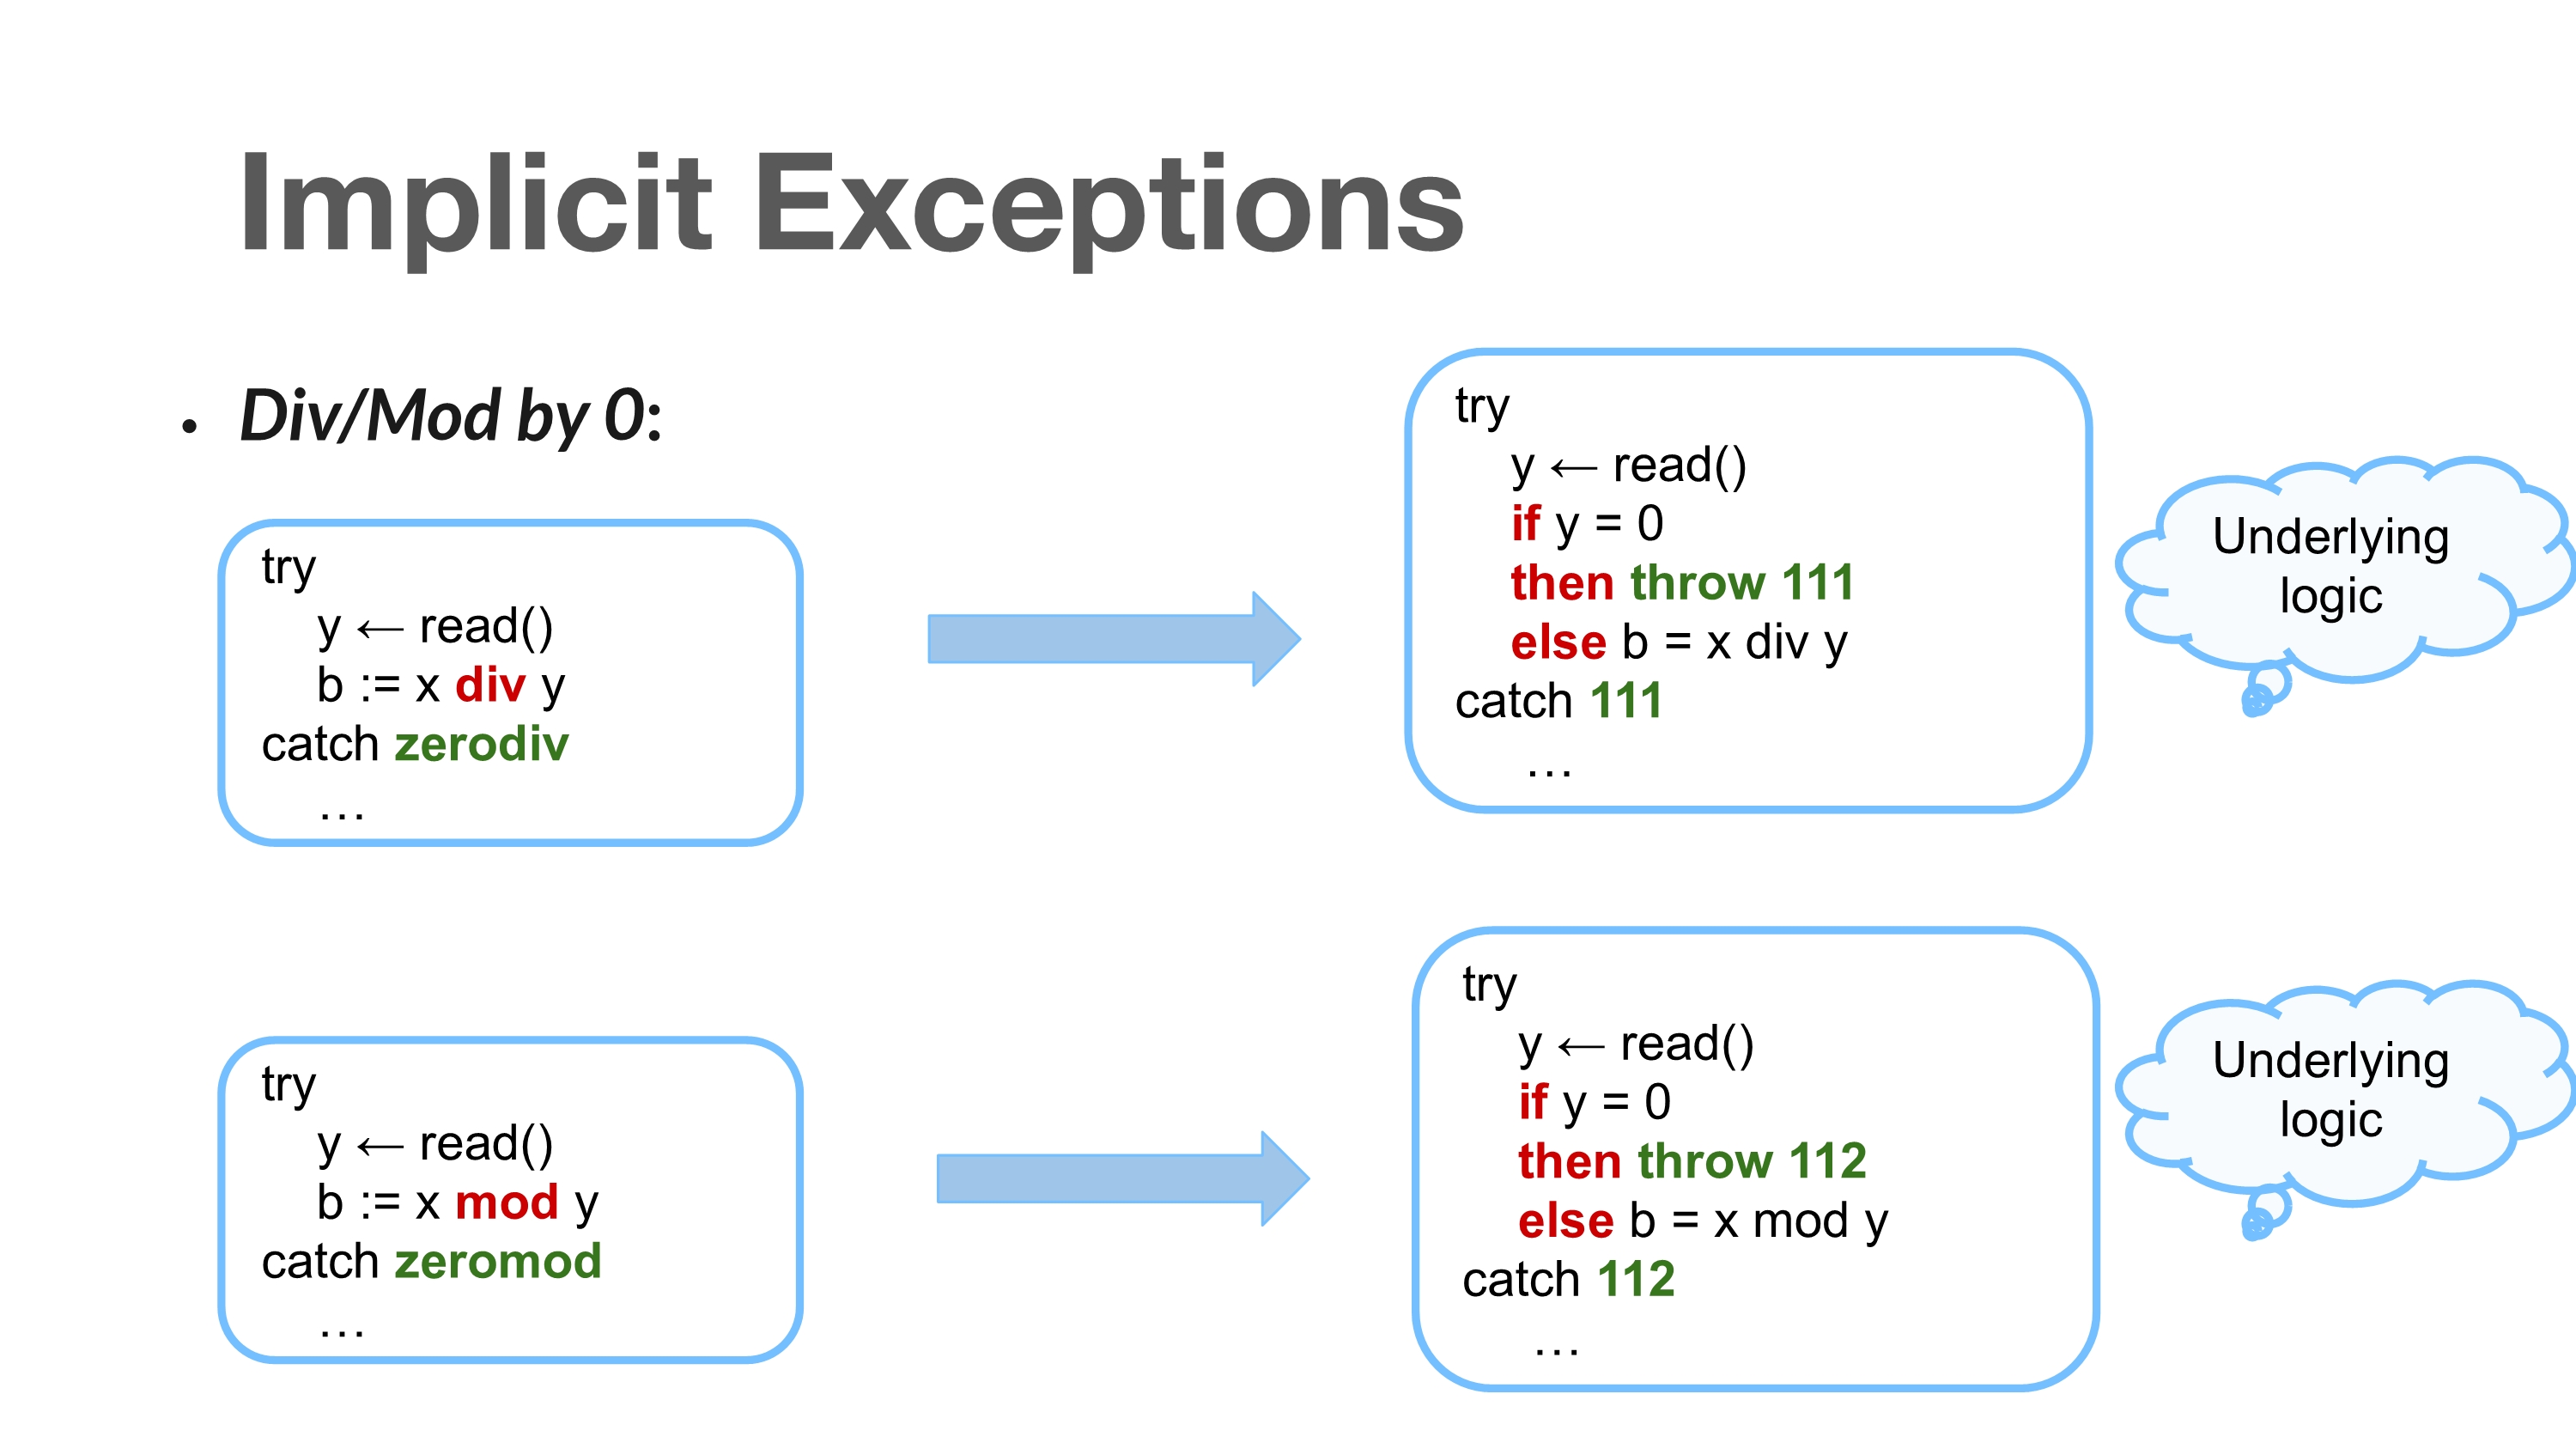 Implicit Exceptions
• Div/Mod by 0:
try
y ← read()
b := x div y
catch zerodiv
…
try
y ← read()
if y = 0
then throw 111
else b = x div y
catch 111
…
Underlying
logic
try
y ← read()
b := x mod y
catch zeromod
…
try
y ← read()
if y = 0
then throw 112
else b = x mod y
catch 112
…
Underlying
logic